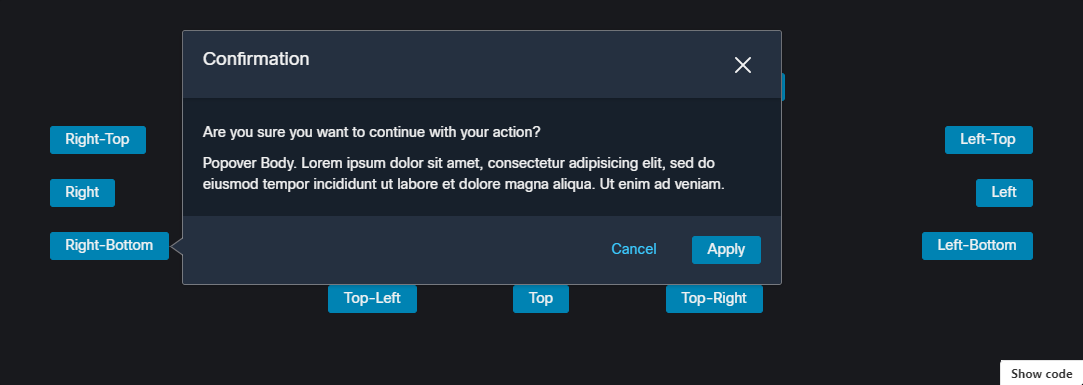 Confirmation
Are you sure you want to continue with your action?
Popover Body. Lorem ipsum dolor sit amet, consectetur adipisicing elit, sed do
eiusmod tempor incididunt ut labore et dolore magna aliqua. Ut enim ad veniam.
Cancel
Apply
Right-Top
Right
Right-Bottom
Left-Top
Left
Left-Bottom
Top-Left
Top
Top-Right
Show code